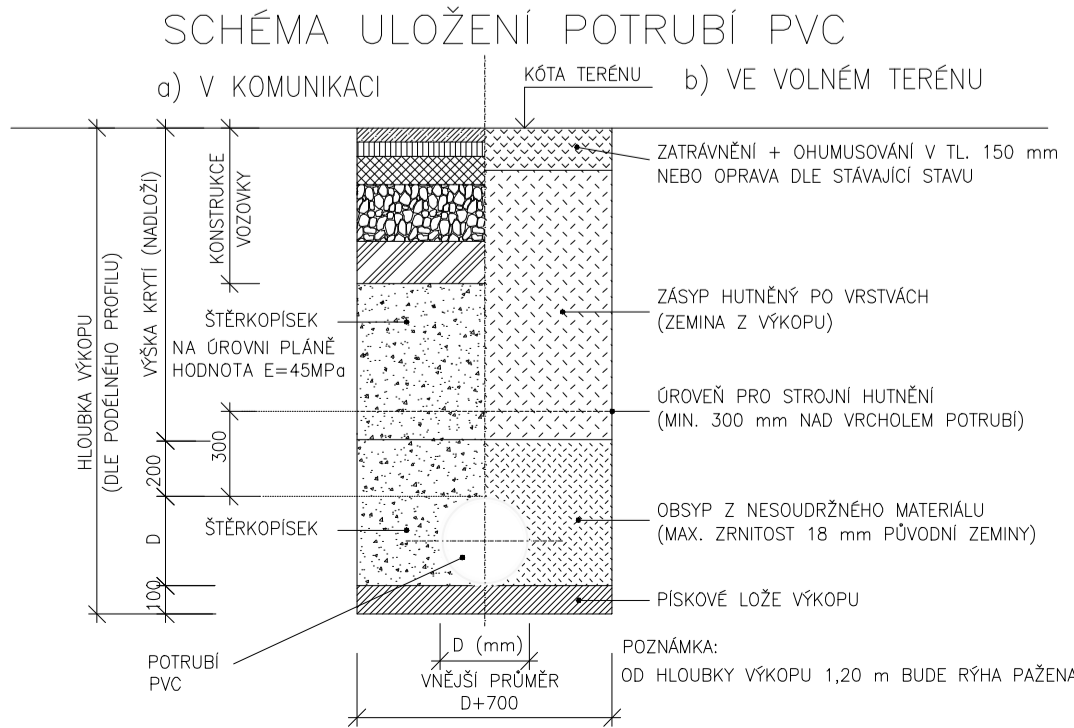 SCHÉMA ULOŽENÍ POTRUBÍ PVC
a) V KOMUNIKACI
KÓTA TERÉNU
b) VE VOLNÉM TERÉNU
HLOUBKA VÝKOPU
(DLE PODÉLNÉHO PROFILU)
VÝŠKA KRYTÍ (NADLOŽÍ)
KONSTRUKCE
VOZOVKY
ZATRÁVNĚNÍ + OHUMUSOVÁNÍ V TL. 150 mm
NEBO OPRAVA DLE STÁVAJÍCÍ STAVU
ŠTĚRKOPÍSEK
NA ÚROVNI PLÁNĚ
HODNOTA E=45MPa
ZÁSYP HUTNĚNÝ PO VRSTVÁCH
(ZEMINA Z VÝKOPU)
ÚROVEŇ PRO STROJNÍ HUTNĚNÍ
(MIN. 300 mm NAD VRCHOLEM POTRUBÍ)
300
200
D
100
ŠTĚRKOPÍSEK
OBSYP Z NESOUDRŽNÉHO MATERIÁLU
(MAX. ZRNITOST 18 mm PŮVODNÍ ZEMINY)
PÍSKOVÉ LOŽE VÝKOPU
POTRUBÍ
PVC
D (mm)
VNĚJŠÍ PRŮMĚR
D+700
POZNÁMKA:
OD HLOUBKY VÝKOPU 1,20 m BUDE RÝHA PAŽENA